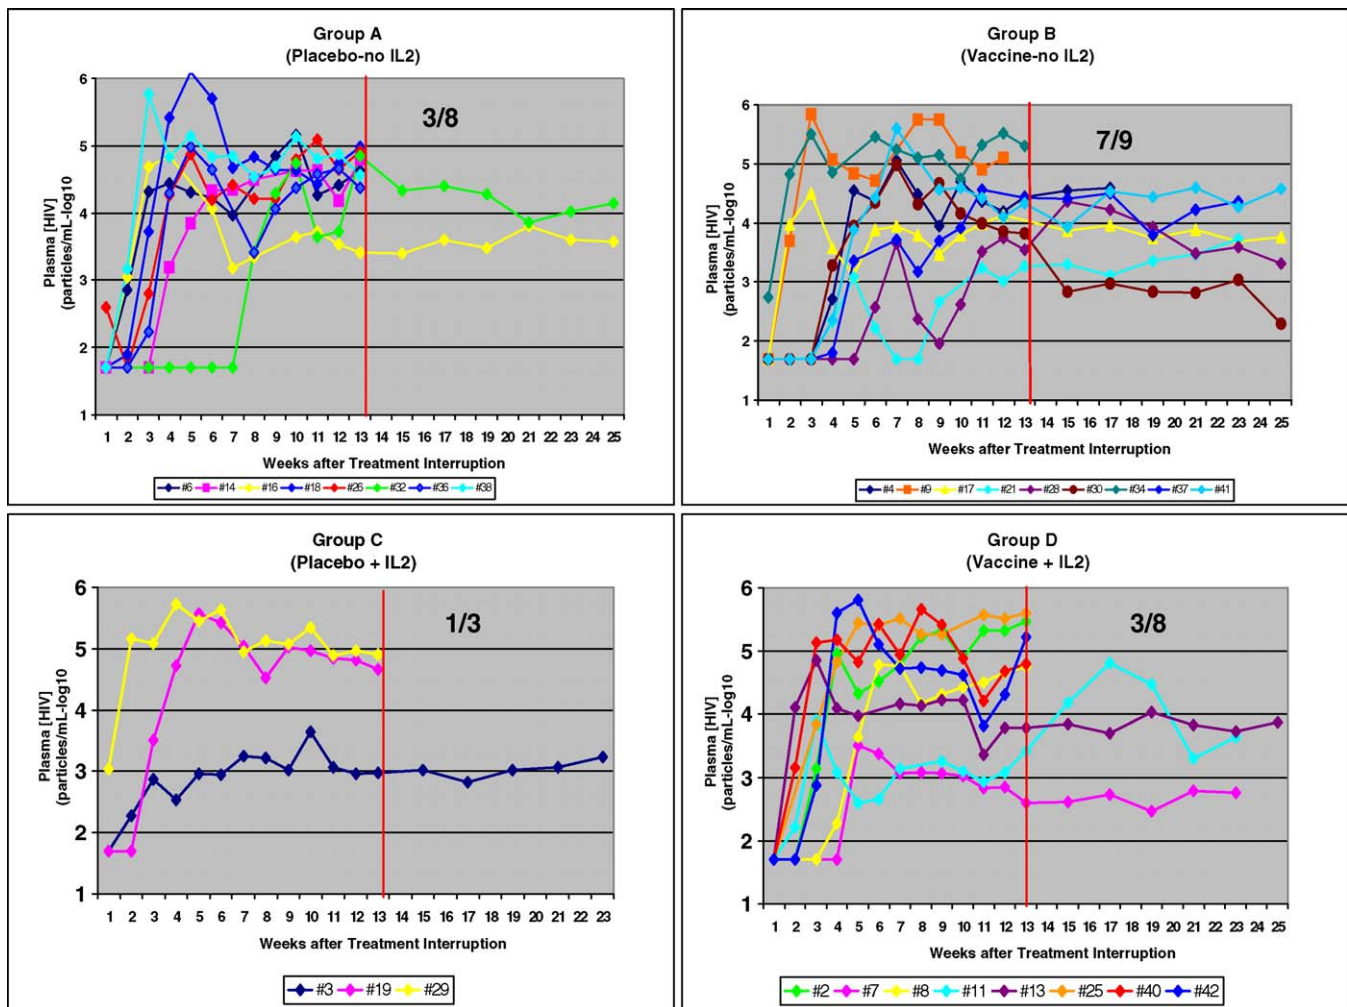 Group A
(Placebo-no IL2)
3/8
Plasma [HIV]
(particles/mL-log10
6
5
4
3
2
1
1 2 3 4 5 6 7 8 9 10 11 12 13 14 15 16 17 18 19 20 21 22 23 24 25
Weeks after Treatment Interruption
#6 #14 #16 #18 #26 #32 #36 #38
Group B
(Vaccine-no IL2)
7/9
Plasma [HIV]
(particles/mL-log10
6
5
4
3
2
1
1 2 3 4 5 6 7 8 9 10 11 12 13 14 15 16 17 18 19 20 21 22 23 24 25
Weeks after Treatment Interruption
#4 #9 #17 #21 #28 #30 #34 #37 #41
Group C
(Placebo + IL2)
1/3
Plasma [HIV]
(particles/mL-log10
6
5
4
3
2
1
1 2 3 4 5 6 7 8 9 10 11 12 13 14 15 16 17 18 19 20 21 22 23
Weeks after Treatment Interruption
#3 #19 #29
Group D
(Vaccine + IL2)
3/8
Plasma [HIV]
(particles/mL-log10
6
5
4
3
2
1
1 2 3 4 5 6 7 8 9 10 11 12 13 14 15 16 17 18 19 20 21 22 23 24 25
Weeks after Treatment Interruption
#2 #7 #8 #11 #13 #25 #40 #42